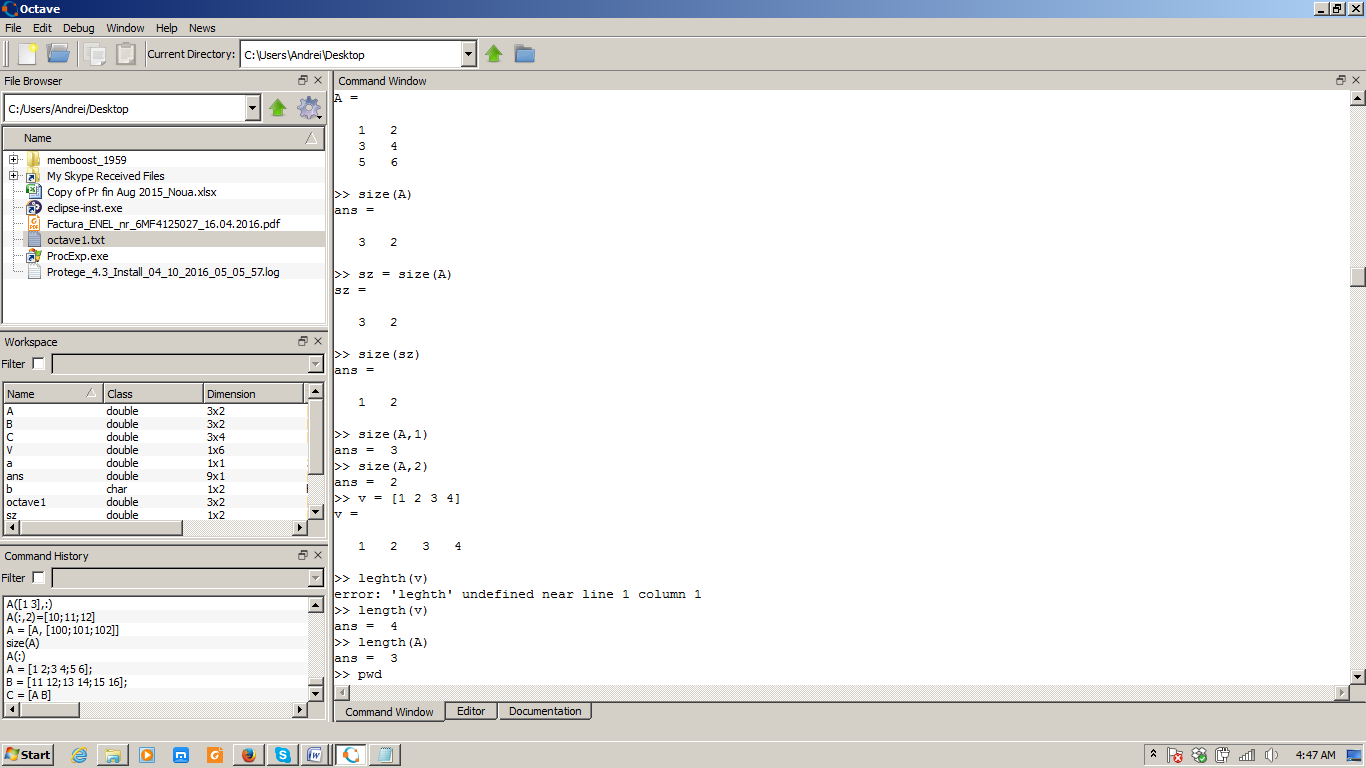 Octave
File Edit Debug Window Help News
Current Directory: C:\Users\Andrei\Desktop
File Browser
C:/Users/Andrei/Desktop
Name
memboost_1959
My Skype Received Files
Copy of Pr fin Aug 2015_Noua.xlsx
eclipse-inst.exe
Factura_ENEL_nr_6MF4125027_16.04.2016.pdf
octave1.txt
ProcExp.exe
Protege_4.3_Install_04_10_2016_05_05_57.log
Workspace
Filter
Name Class Dimension
A double 3x2
B double 3x2
C double 3x4
V double 1x6
a double 1x1
ans double 9x1
b char 1x2
octave1 double 3x2
sz double 1x2
Command History
Filter
A([1 3],:)
A(:,2)=[10;11;12]
A = [A, [100;101;102]]
size(A)
A(:)
A = [1 2;3 4;5 6];
B = [11 12;13 14;15 16];
C = [A B]
Command Window
A =
1 2
3 4
5 6
>> size(A)
ans =
3 2
>> sz = size(A)
sz =
3 2
>> size(sz)
ans =
1 2
>> size(A,1)
ans = 3
>> size(A,2)
ans = 2
>> v = [1 2 3 4]
v =
1 2 3 4
>> leghth(v)
error: 'leghth' undefined near line 1 column 1
>> length(v)
ans = 4
>> length(A)
ans = 3
>> pwd
Command Window Editor Documentation
Start
4:47 AM